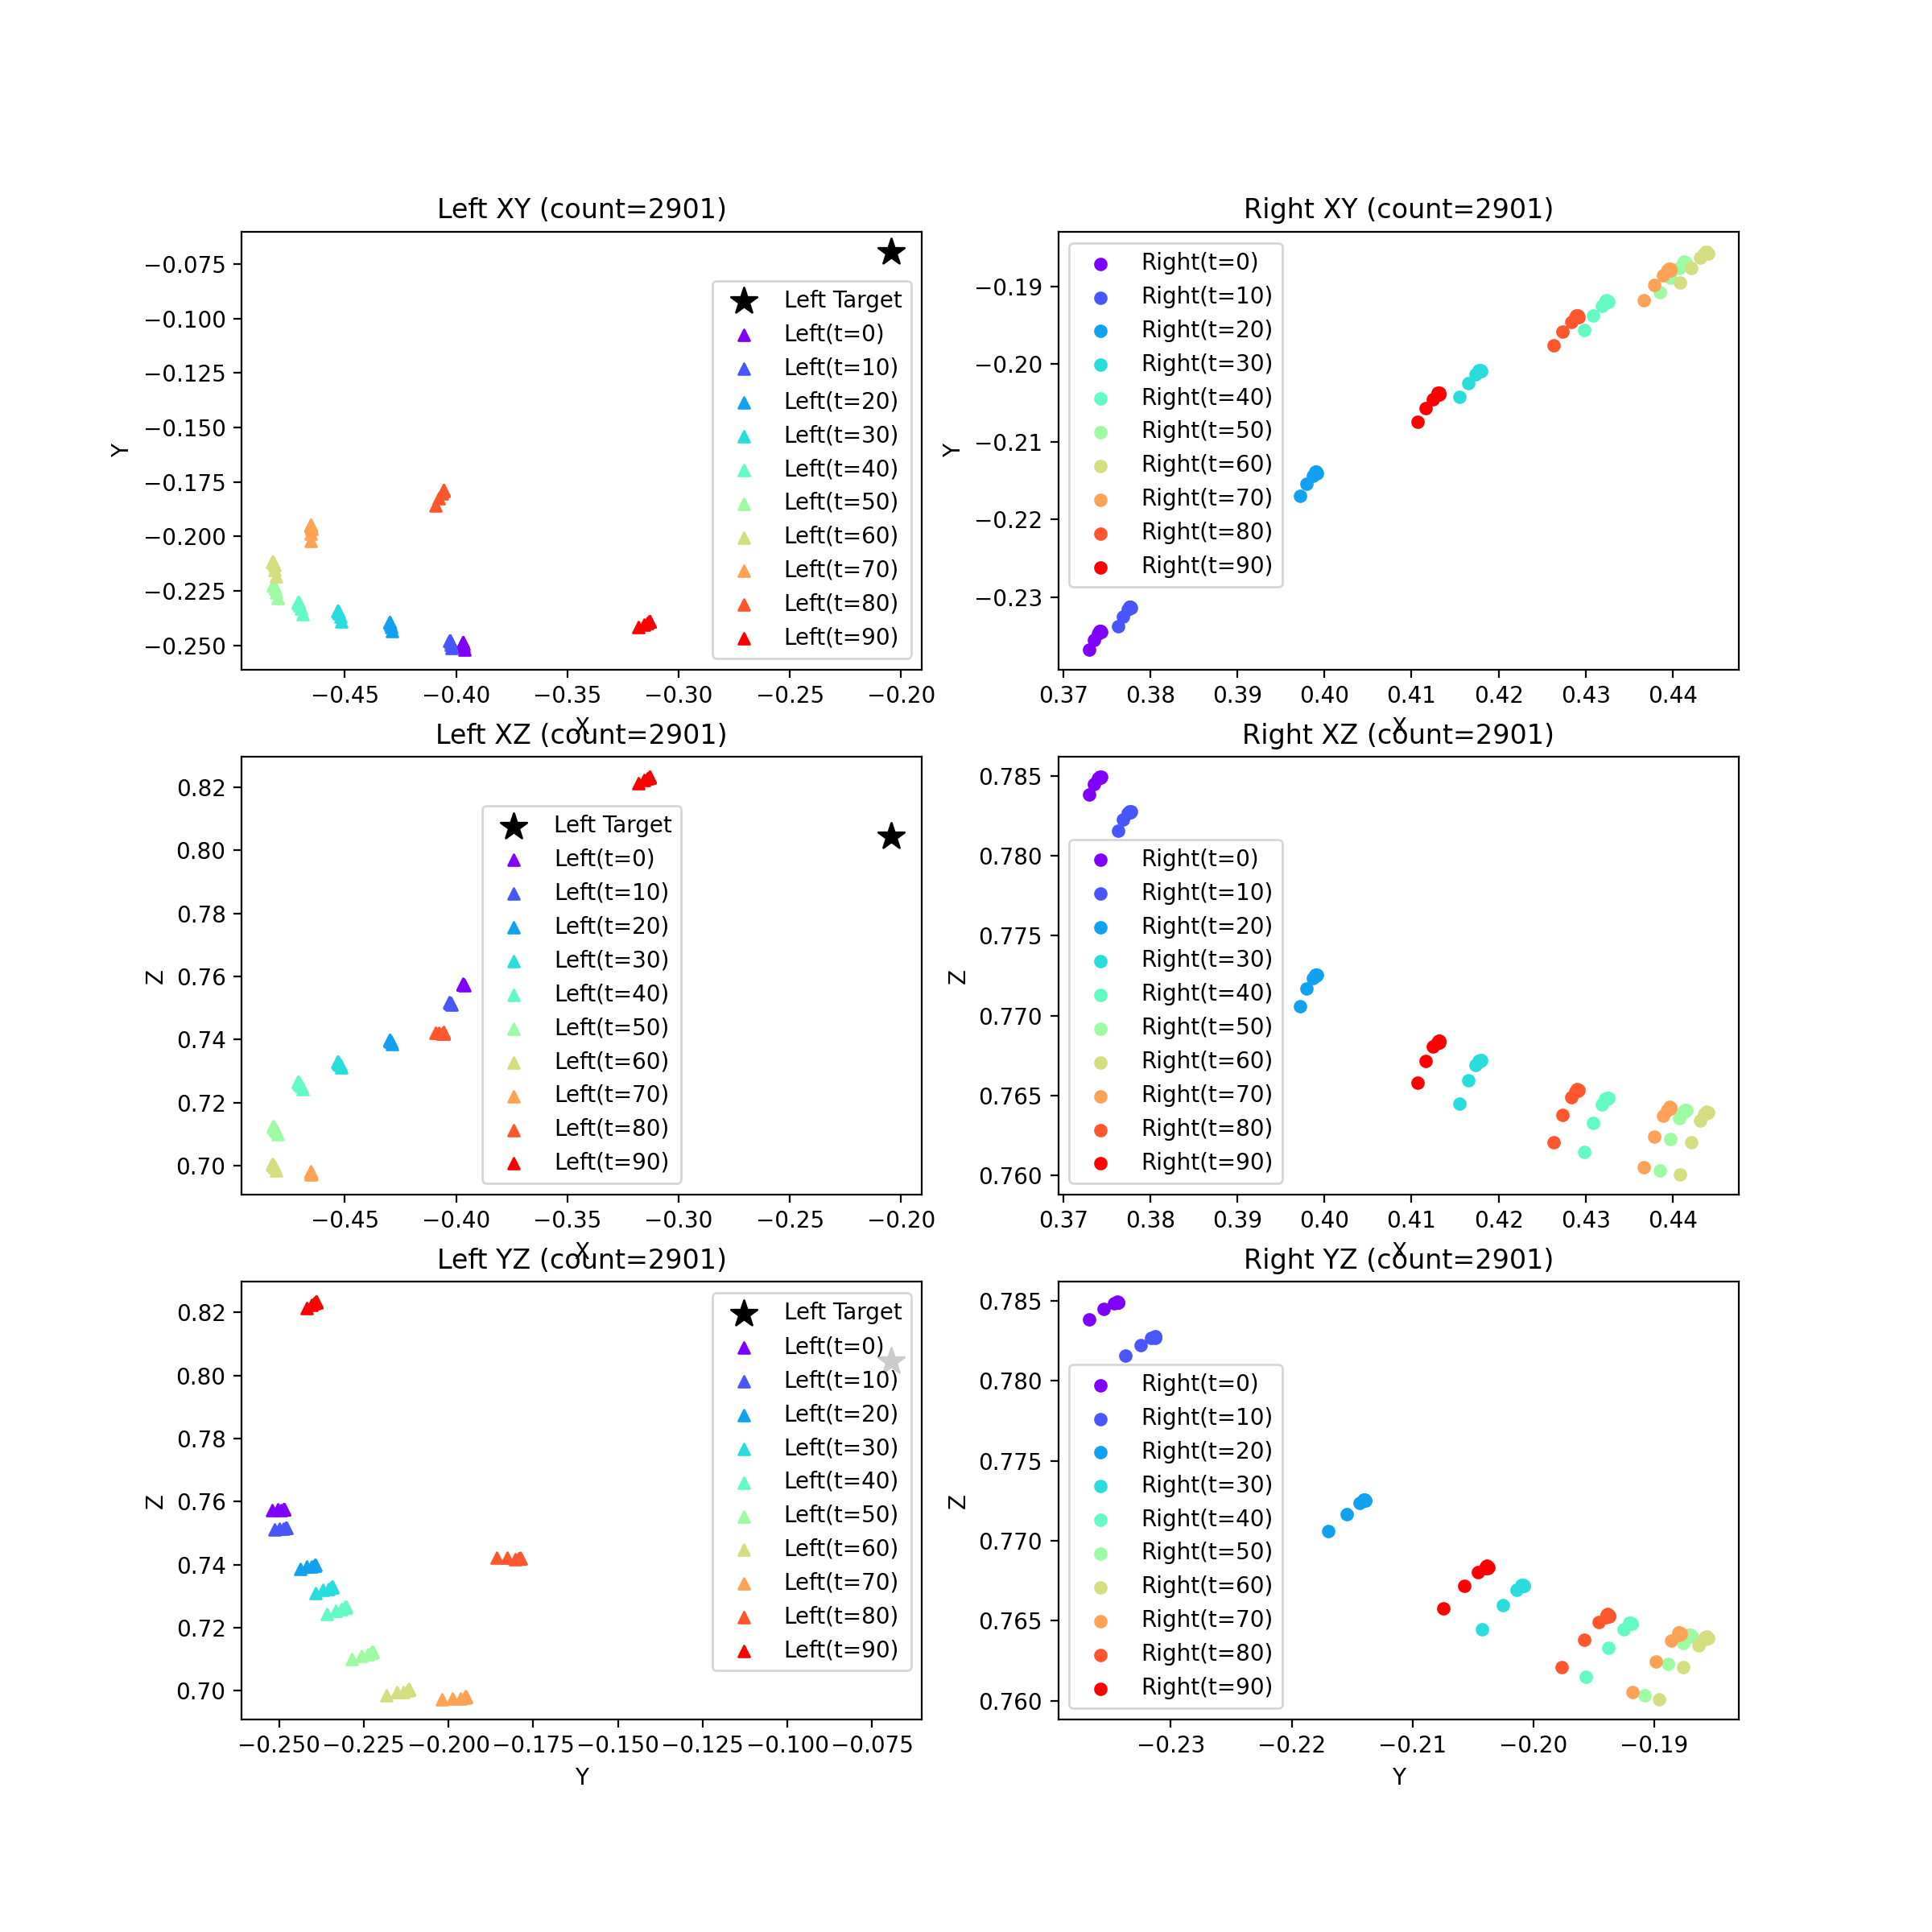 Left XY (count=2901)
Y
−0.075
−0.100
−0.125
−0.150
−0.175
−0.200
−0.225
−0.250
Left Target
Left(t=0)
Left(t=10)
Left(t=20)
Left(t=30)
Left(t=40)
Left(t=50)
Left(t=60)
Left(t=70)
Left(t=80)
Left(t=90)
−0.45 −0.40 −0.35 −0.30 −0.25 −0.20
X
Right XY (count=2901)
Y
−0.19
−0.20
−0.21
−0.22
−0.23
Right(t=0)
Right(t=10)
Right(t=20)
Right(t=30)
Right(t=40)
Right(t=50)
Right(t=60)
Right(t=70)
Right(t=80)
Right(t=90)
0.37 0.38 0.39 0.40 0.41 0.42 0.43 0.44
X
Left XZ (count=2901)
Z
0.82
0.80
0.78
0.76
0.74
0.72
0.70
Left Target
Left(t=0)
Left(t=10)
Left(t=20)
Left(t=30)
Left(t=40)
Left(t=50)
Left(t=60)
Left(t=70)
Left(t=80)
Left(t=90)
−0.45 −0.40 −0.35 −0.30 −0.25 −0.20
X
Right XZ (count=2901)
Z
0.785
0.780
0.775
0.770
0.765
0.760
Right(t=0)
Right(t=10)
Right(t=20)
Right(t=30)
Right(t=40)
Right(t=50)
Right(t=60)
Right(t=70)
Right(t=80)
Right(t=90)
0.37 0.38 0.39 0.40 0.41 0.42 0.43 0.44
X
Left YZ (count=2901)
Z
0.82
0.80
0.78
0.76
0.74
0.72
0.70
Left Target
Left(t=0)
Left(t=10)
Left(t=20)
Left(t=30)
Left(t=40)
Left(t=50)
Left(t=60)
Left(t=70)
Left(t=80)
Left(t=90)
−0.250 −0.225 −0.200 −0.175 −0.150 −0.125 −0.100 −0.075
Y
Right YZ (count=2901)
Z
0.785
0.780
0.775
0.770
0.765
0.760
Right(t=0)
Right(t=10)
Right(t=20)
Right(t=30)
Right(t=40)
Right(t=50)
Right(t=60)
Right(t=70)
Right(t=80)
Right(t=90)
−0.23 −0.22 −0.21 −0.20 −0.19
Y